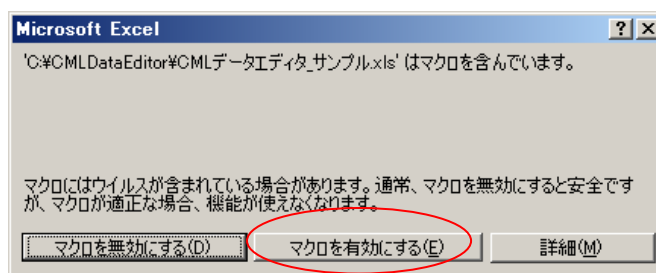 Microsoft Excel
'C:¥CMLDataEditor¥CMLデータエディタ_サンプル.xls' はマクロを含んでいます。
マクロにはウイルスが含まれている場合があります。通常、マクロを無効にすると安全です
が、マクロが適正な場合、機能が使えなくなります。
マクロを無効にする(D) マクロを有効にする(E) 詳細(M)